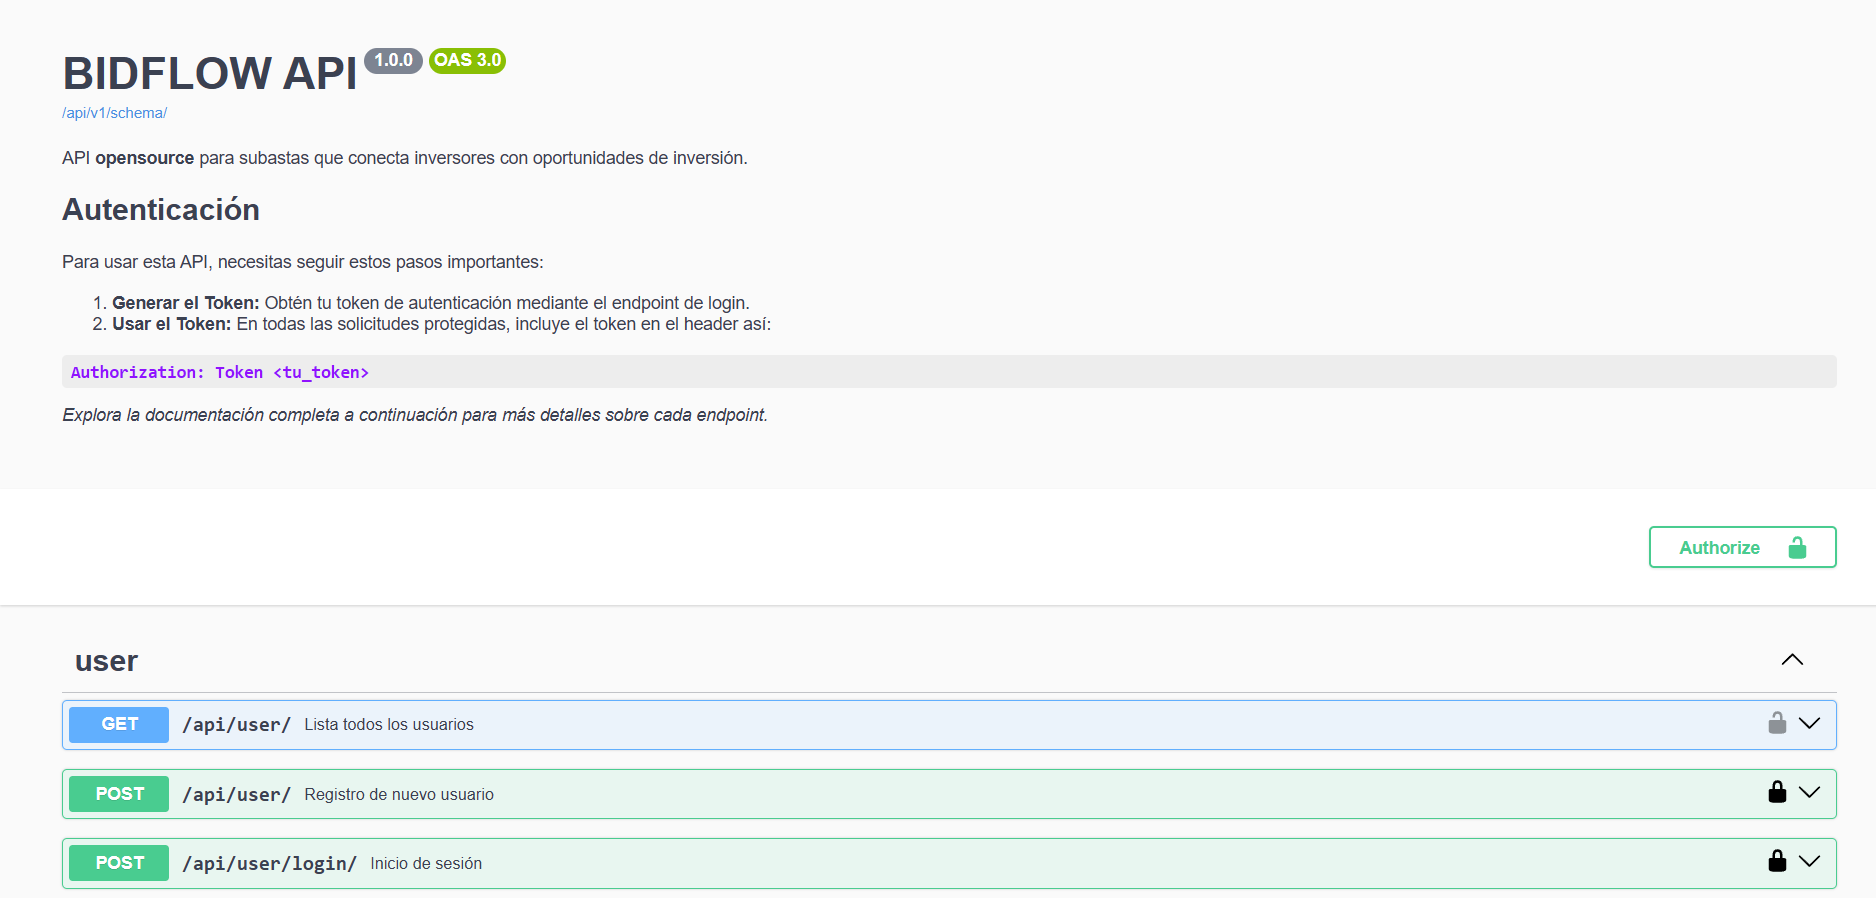 BIDFLOW API 1.0.0 OAS 3.0
/api/v1/schema/
API opensource para subastas que conecta inversores con oportunidades de inversión.
Autenticación
Para usar esta API, necesitas seguir estos pasos importantes:
1. Generar el Token: Obtén tu token de autenticación mediante el endpoint de login.
2. Usar el Token: En todas las solicitudes protegidas, incluye el token en el header así:
Authorization: Token <tu_token>
Explora la documentación completa a continuación para más detalles sobre cada endpoint.
Authorize
user
GET /api/user/ Lista todos los usuarios
POST /api/user/ Registro de nuevo usuario
POST /api/user/login/ Inicio de sesión